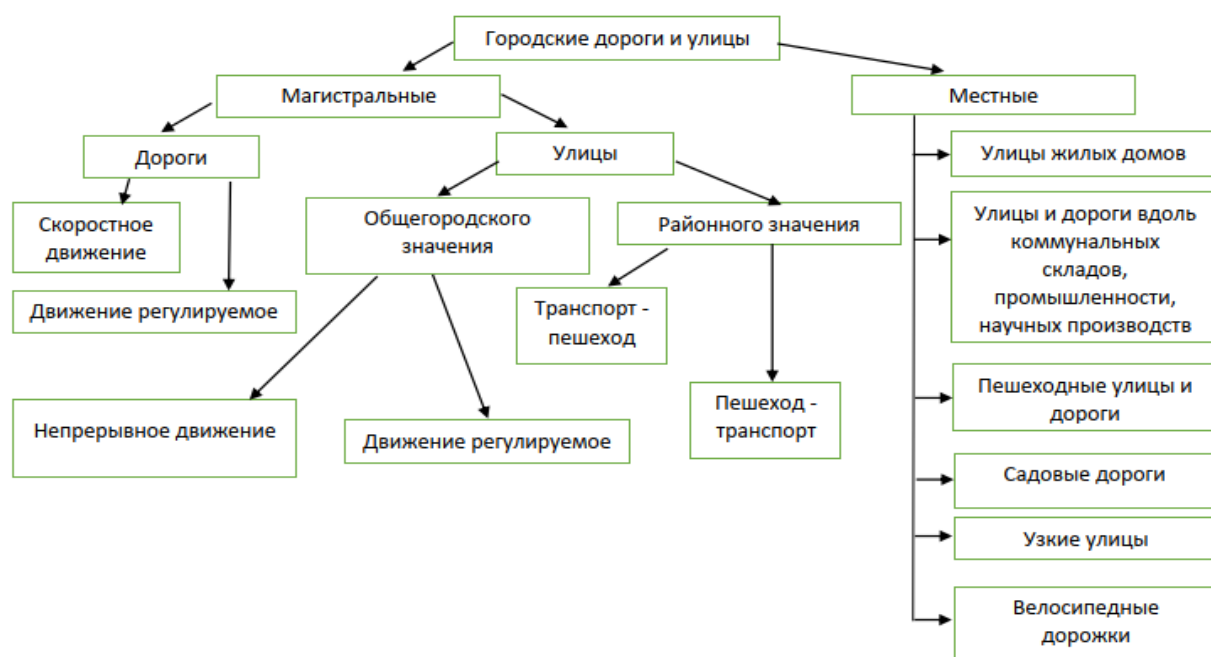 Городские дороги и улицы
Магистральные
Местные
Дороги
Улицы
Улицы жилых домов
Скоростное
движение
Общегородского
значения
Районного значения
Улицы и дороги вдоль
коммунальных
складов,
промышленности,
научных производств
Движение регулируемое
Транспорт -
пешеход
Непрерывное движение
Движение регулируемое
Пешеход -
транспорт
Пешеходные улицы и
дороги
Садовые дороги
Узкие улицы
Велосипедные
дорожки